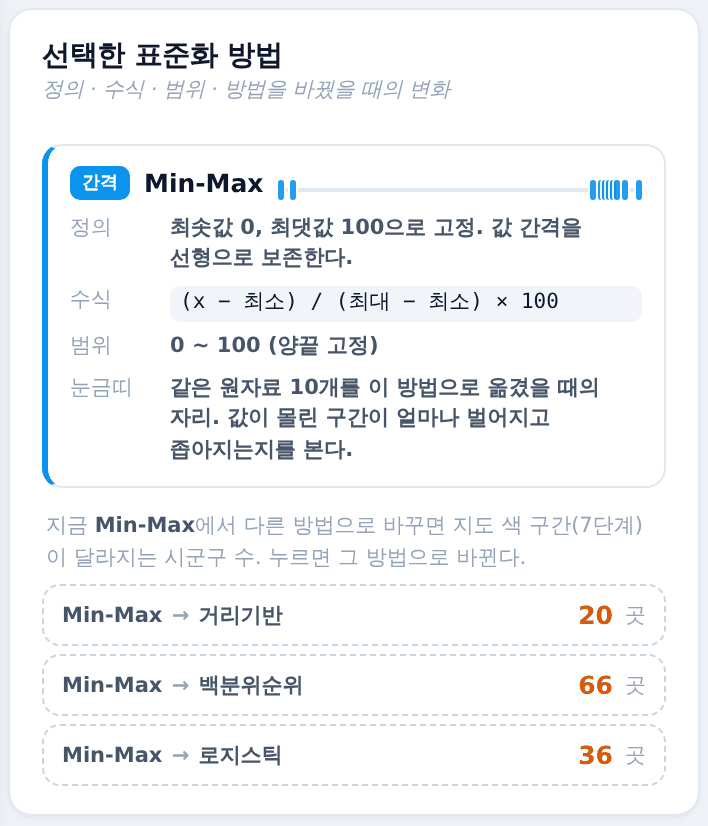 선택한 표준화 방법
정의 · 수식 · 범위 · 방법을 바꿨을 때의 변화
간격 Min-Max
정의 최솟값 0, 최댓값 100으로 고정. 값 간격을
선형으로 보존한다.
수식 (x − 최소) / (최대 − 최소) × 100
범위 0 ~ 100 (양끝 고정)
눈금띠 같은 원자료 10개를 이 방법으로 옮겼을 때의
자리. 값이 몰린 구간이 얼마나 벌어지고
좁아지는지를 본다.
지금 Min-Max에서 다른 방법으로 바꾸면 지도 색 구간(7단계)
이 달라지는 시군구 수. 누르면 그 방법으로 바뀐다.
Min-Max → 거리기반 20 곳
Min-Max → 백분위순위 66 곳
Min-Max → 로지스틱 36 곳